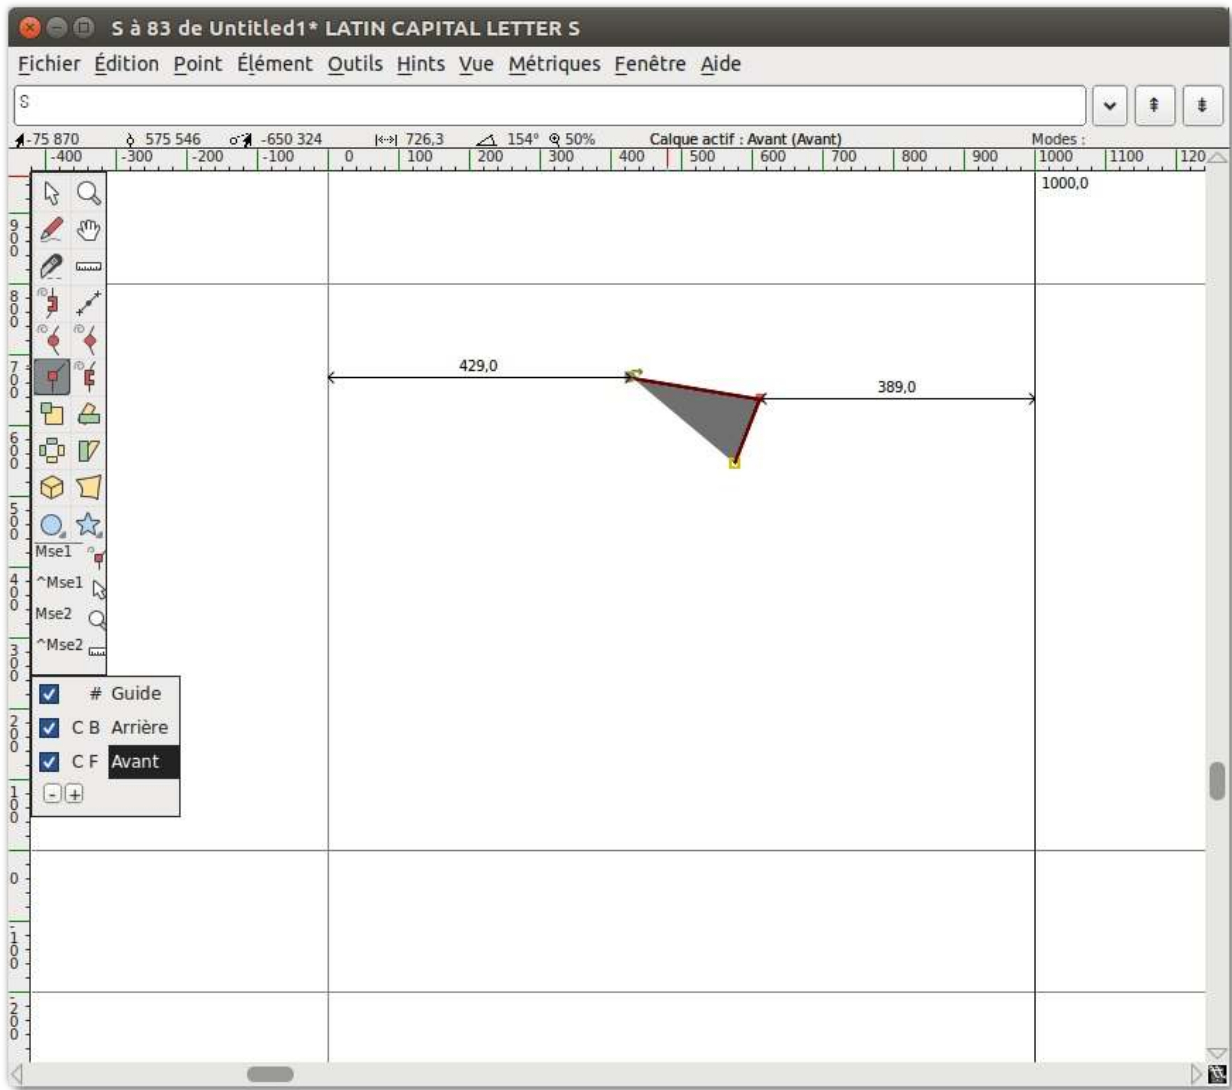 S à 83 de Untitled1* LATIN CAPITAL LETTER S
Fichier Édition Point Élément Outils Hints Vue Métriques Fenêtre Aide
S
-75 870 575 546 -650 324 726,3 154° 50% Calque actif : Avant (Avant) Modes :
-400 -300 -200 -100 0 100 200 300 400 500 600 700 800 900 1000 1100 120
1000,0
900
800
429,0
700
389,0
600
500
Mse1
400
^Mse1
Mse2
^Mse2
300
# Guide
200
C B Arrière
C F Avant
100
- +
0
-100
-200